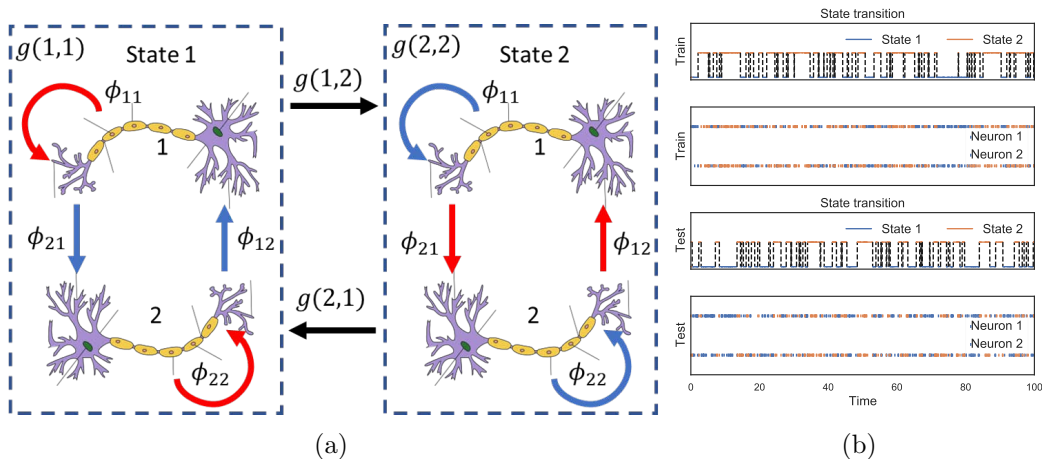 g(1,1)
State 1
ϕ11
1
ϕ21
ϕ12
2
ϕ22
g(1,2)
g(2,1)
g(2,2)
State 2
ϕ11
1
ϕ21
ϕ12
2
ϕ22
(a)
State transition
Train
State 1 State 2
Train
Neuron 1
Neuron 2
State transition
Test
State 1 State 2
Test
Neuron 1
Neuron 2
0 20 40 60 80 100
Time
(b)